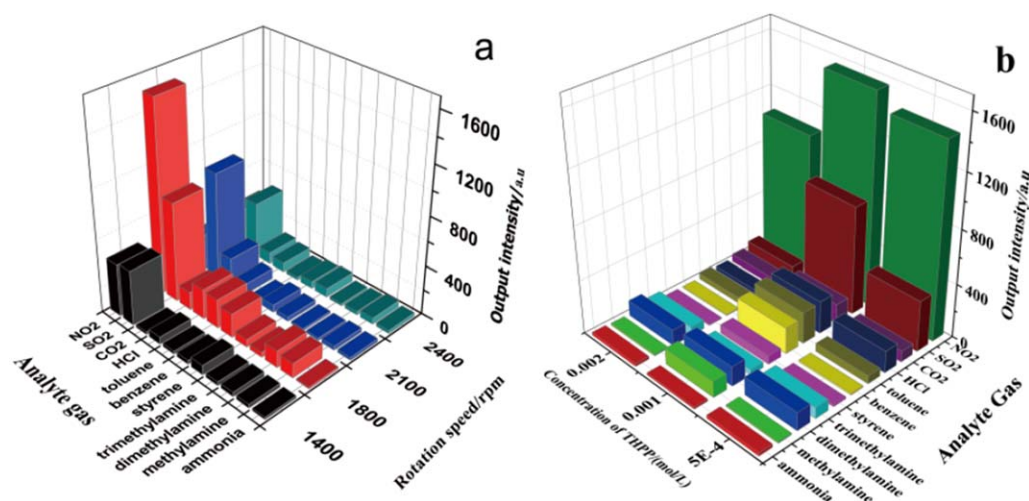 a
1600
1200
800
400
0
Output intensity/a.u
2400
2100
1800
1400
Rotation speed/rpm
NO2
SO2
CO2
HCl
toluene
benzene
styrene
trimethylamine
dimethylamine
methylamine
ammonia
Analyte gas
b
1600
1200
800
400
0
Output intensity/a.u
NO2
SO2
CO2
HCl
toluene
benzene
styrene
trimethylamine
dimethylamine
methylamine
ammonia
Analyte Gas
0.002
0.001
5E-4
Concentration of THPP/(mol/L)